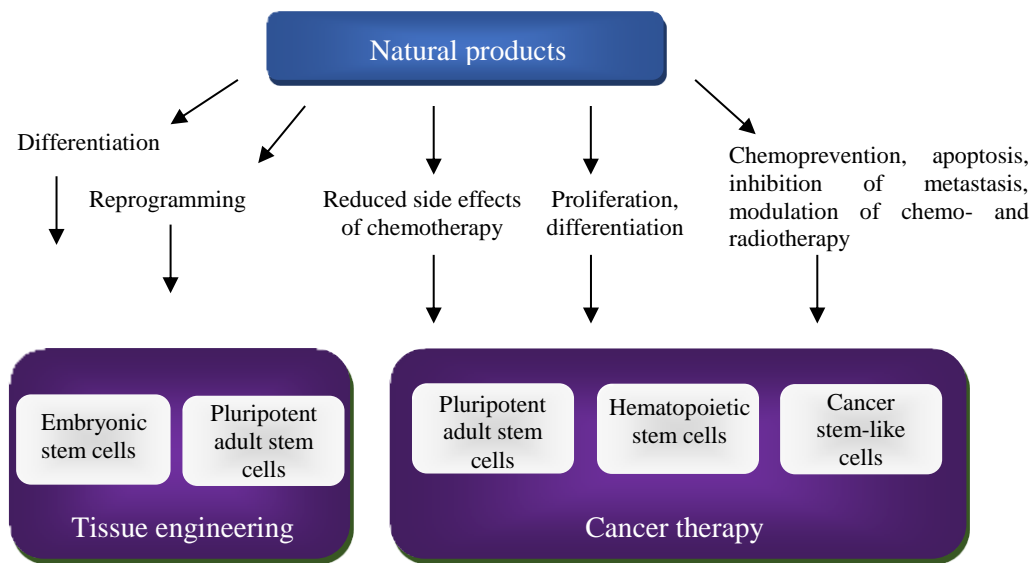 Natural products
Differentiation
Reprogramming
Reduced side effects
of chemotherapy
Proliferation,
differentiation
Chemoprevention, apoptosis,
inhibition of metastasis,
modulation of chemo- and
radiotherapy
Embryonic
stem cells
Pluripotent
adult stem
cells
Tissue engineering
Pluripotent
adult stem
cells
Hematopoietic
stem cells
Cancer
stem-like
cells
Cancer therapy